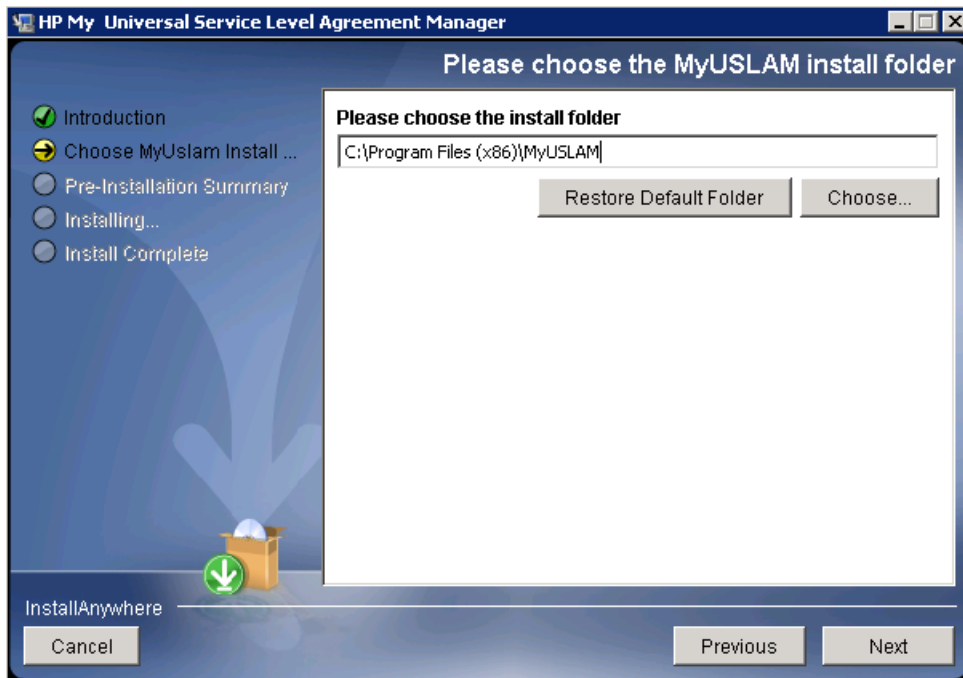 HP My  Universal Service Level Agreement Manager
Please choose the MyUSLAM install folder
Introduction
Choose MyUslam Install ...
Pre-Installation Summary
Installing...
Install Complete
Please choose the install folder
C:\Program Files (x86)\MyUSLAM
Restore Default Folder
Choose...
InstallAnywhere
Cancel
Previous
Next